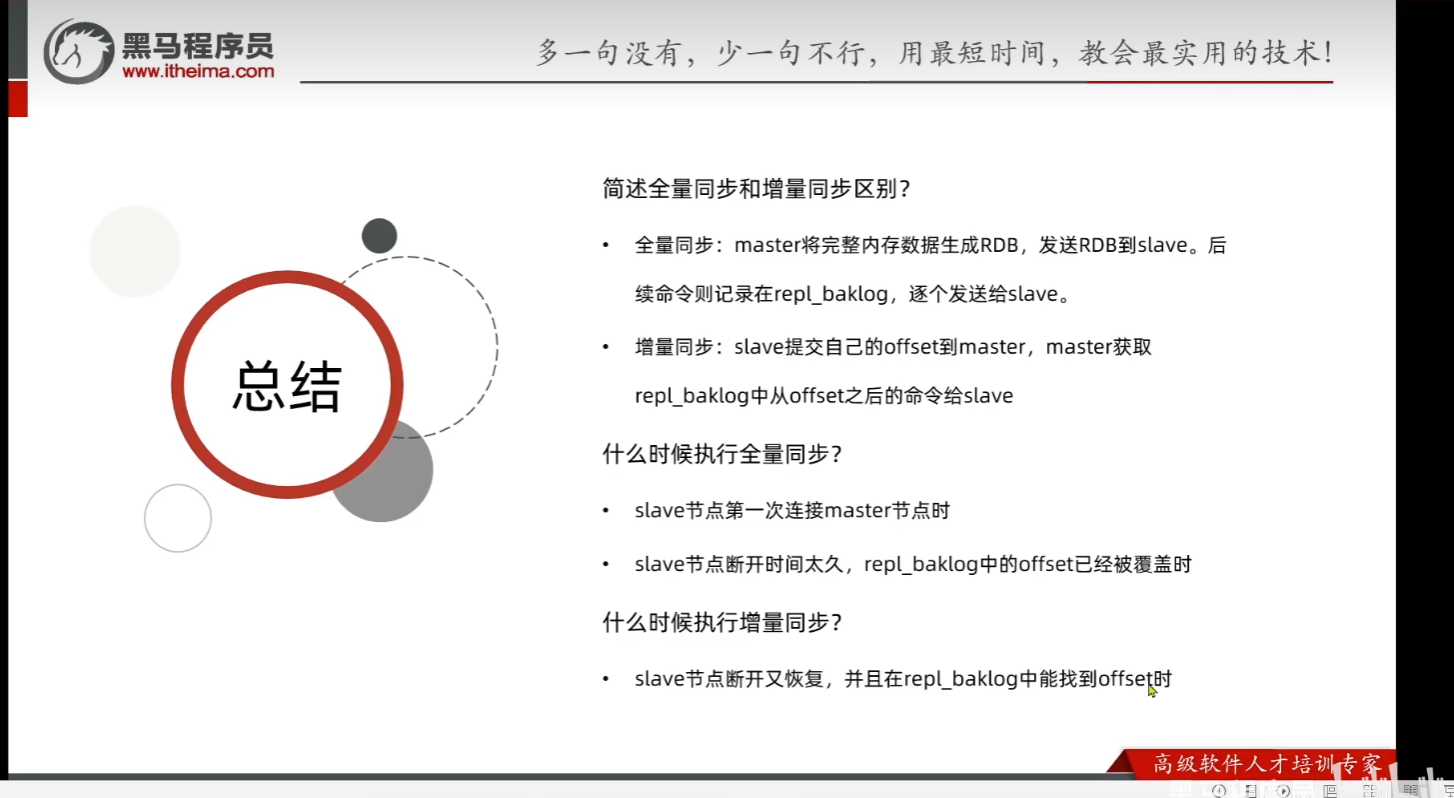 黑马程序员
www.itheima.com
多一句没有，少一句不行，用最短时间，教会最实用的技术！
总结
简述全量同步和增量同步区别？
• 全量同步：master将完整内存数据生成RDB，发送RDB到slave。后
续命令则记录在repl_baklog，逐个发送给slave。
• 增量同步：slave提交自己的offset到master，master获取
repl_baklog中从offset之后的命令给slave
什么时候执行全量同步？
• slave节点第一次连接master节点时
• slave节点断开时间太久，repl_baklog中的offset已经被覆盖时
什么时候执行增量同步？
• slave节点断开又恢复，并且在repl_baklog中能找到offset时
高级软件人才培训专家